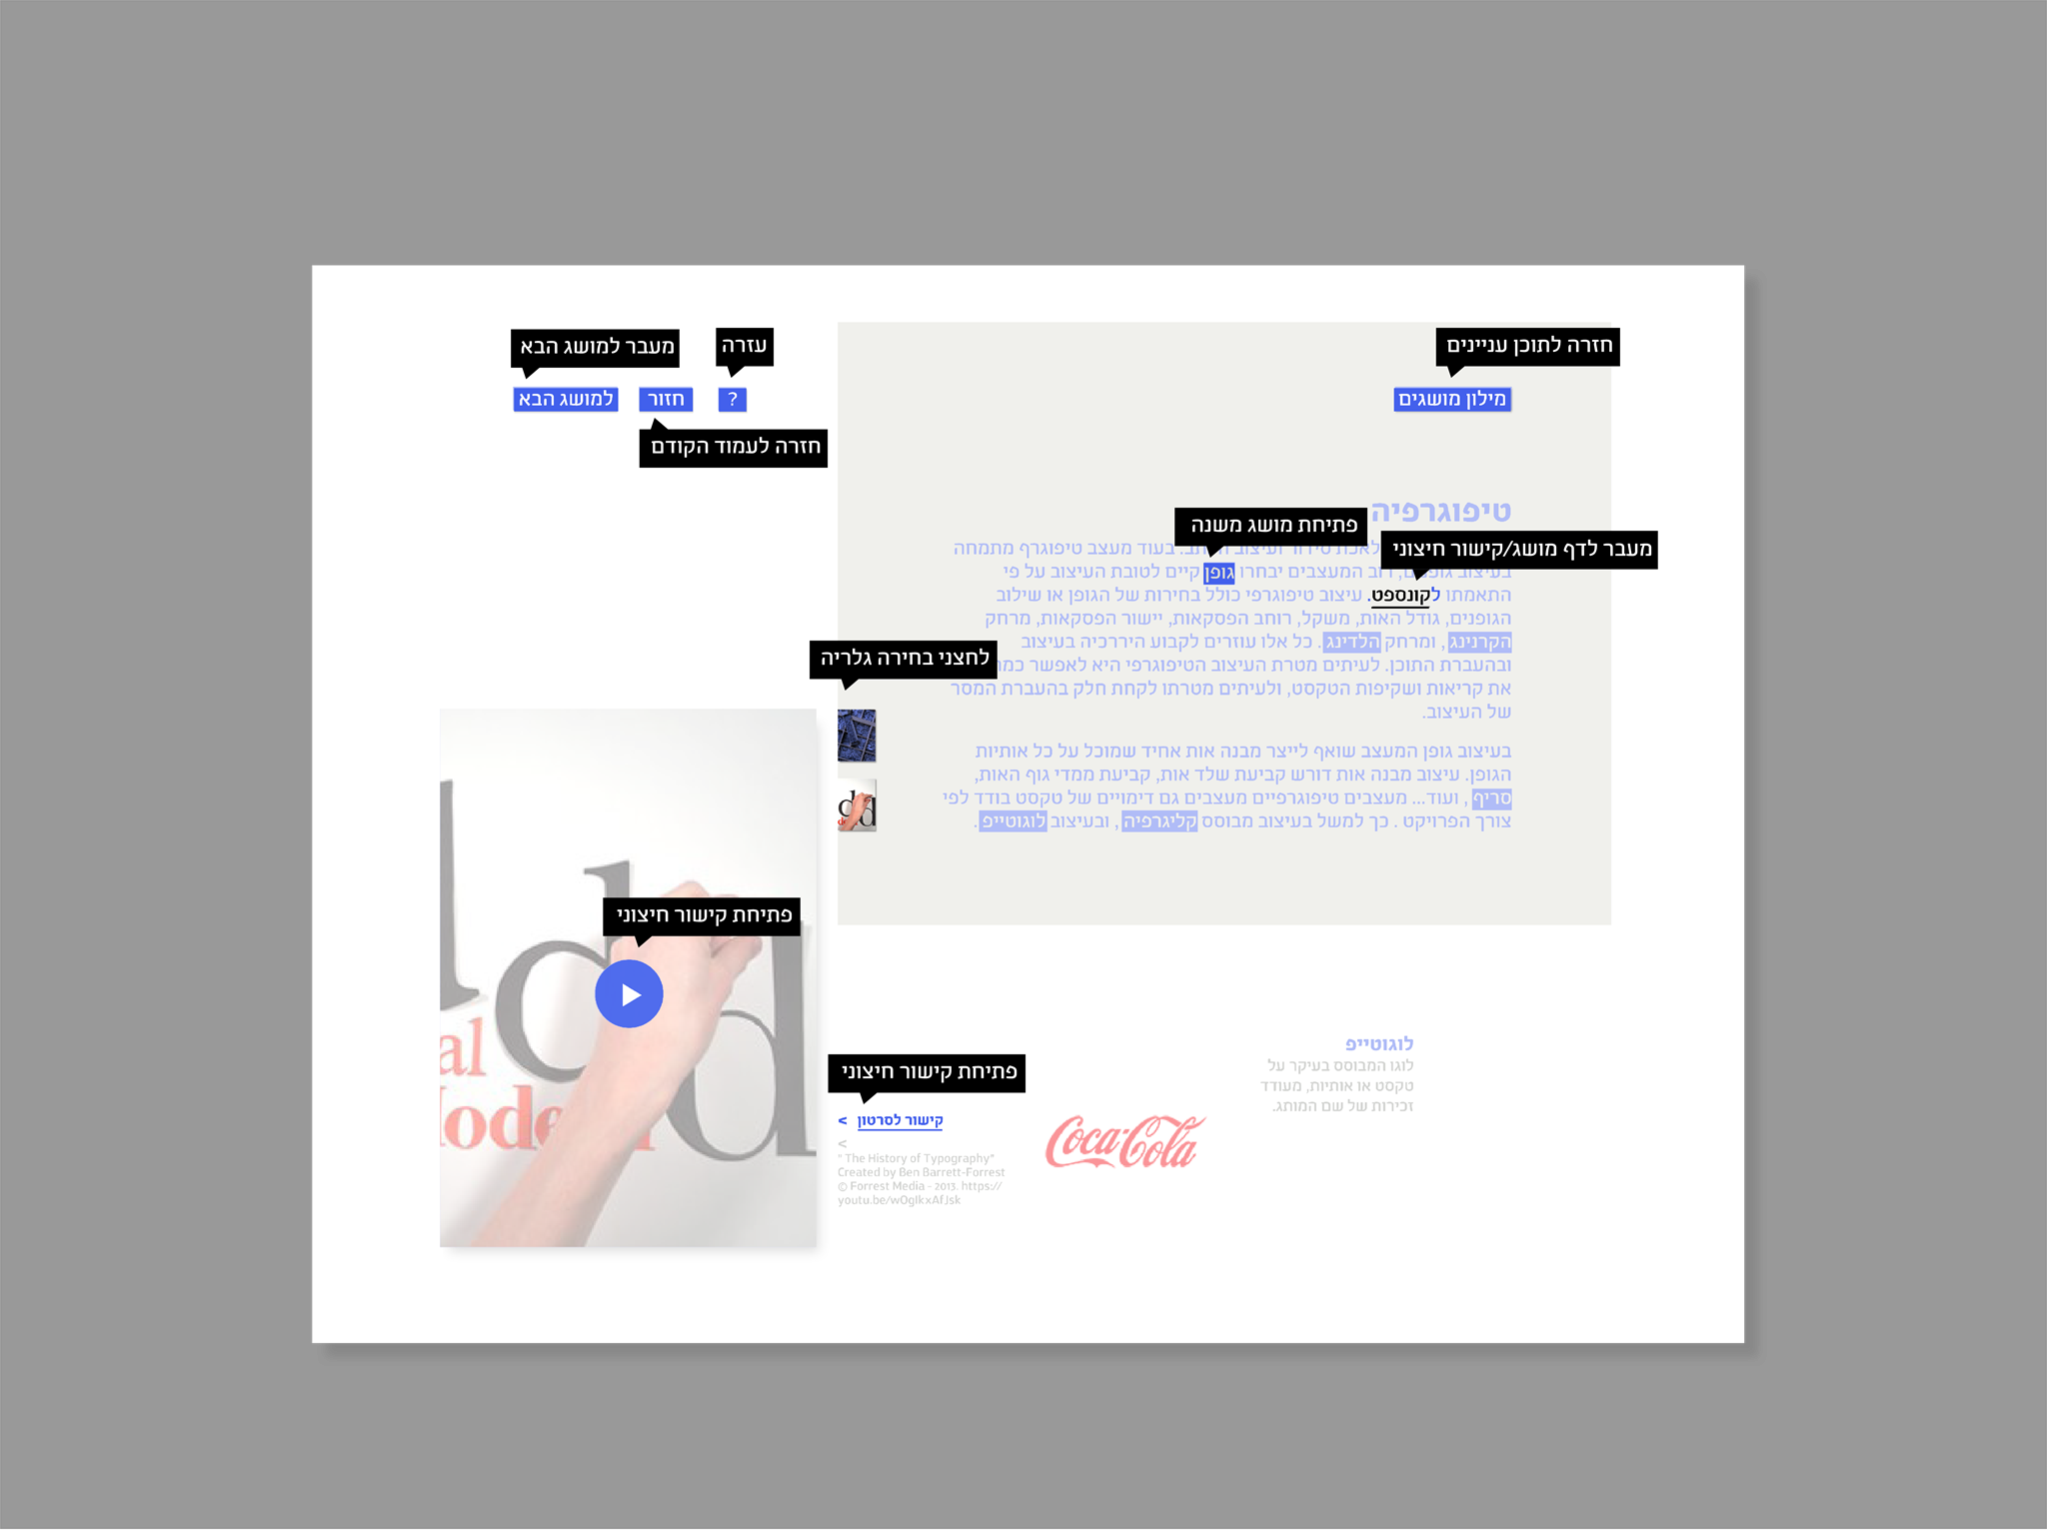 חזרה לתוכן עניינים
מילון מושגים
עזרה
?
מעבר למושג הבא
חזור
למושג הבא
חזרה לעמוד הקודם
טיפוגרפיה
פתיחת מושג משנה
מעבר לדף מושג/קישור חיצוני
בעוד מעצב טיפוגרף מתמחה
בעיצוב רוב המעצבים יבחרו גופן קיים לטובת העיצוב על פי
התאמתו לקונספט. עיצוב טיפוגרפי כולל בחירות של הגופן או שילוב
הגופנים, גודל האות, משקל, רוחב הפסקאות, יישור הפסקאות, מרחק
הקרנינג, ומרחק הלדינג. כל אלו עוזרים לקבוע היררכיה בעיצוב
ובהעברת התוכן. לעיתים מטרת העיצוב הטיפוגרפי היא לאפשר
את קריאות ושקיפות הטקסט, ולעיתים מטרתו לקחת חלק בהעברת המסר
של העיצוב.
בעיצוב גופן המעצב שואף לייצר מבנה אות אחיד שמוכל על כל אותיות
הגופן. עיצוב מבנה אות דורש קביעת שלד אות, קביעת ממדי גוף האות,
סריף, ועוד... מעצבים טיפוגרפיים מעצבים גם דימויים של טקסט בודד לפי
צורך הפרויקט. כך למשל בעיצוב מבוסס קליגרפיה, ובעיצוב לוגוטייפ.
לחצני בחירה גלריה
פתיחת קישור חיצוני
d d
al
Mode
לוגוטייפ
לוגו המבוסס בעיקר על
טקסט או אותיות, מעודד
זכירות של שם המותג.
Coca-Cola
פתיחת קישור חיצוני
קישור לסרטון >
>
" The History of Typography"
Created by Ben Barrett-Forrest
© Forrest Media - 2013. https://
youtu.be/wOgIkxAfJsk